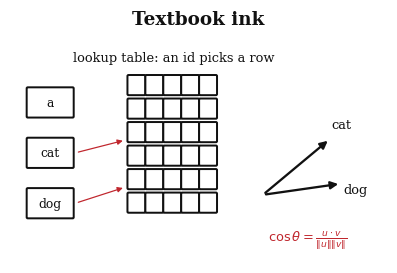 Textbook ink
lookup table: an id picks a row
a
cat
dog
cat
dog
cos θ = u · v / ‖u‖‖v‖